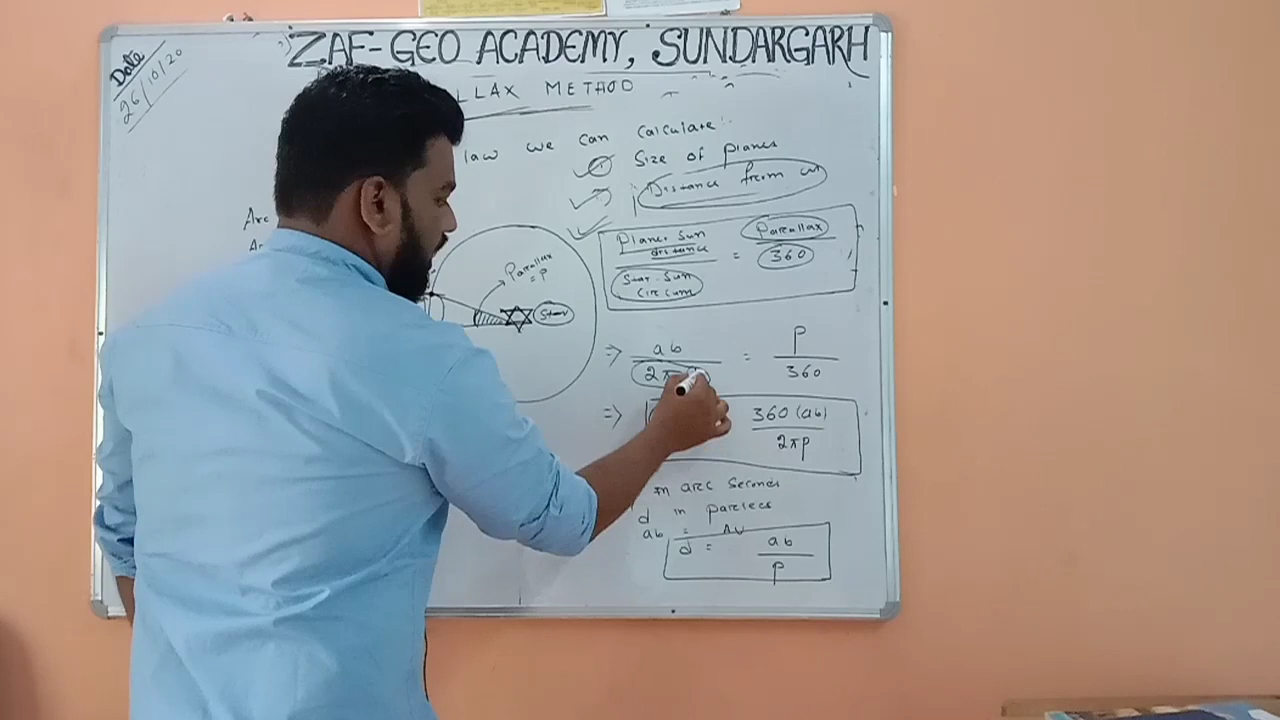 Date
26/10/20
ZAF-GEO ACADEMY, SUNDARGARH
LLAX METHOD
law we can calculate:
Size of planes
Distance from
Arc
Parallax
= P
Star
Planet Sun
distance
Star-Sun
circum
=
Parallax
360
⇒ ab / 2π = P / 360
⇒ 360 (ab) / 2πp
in arc seconds
d in parsecs
ab = AU
d = ab / P